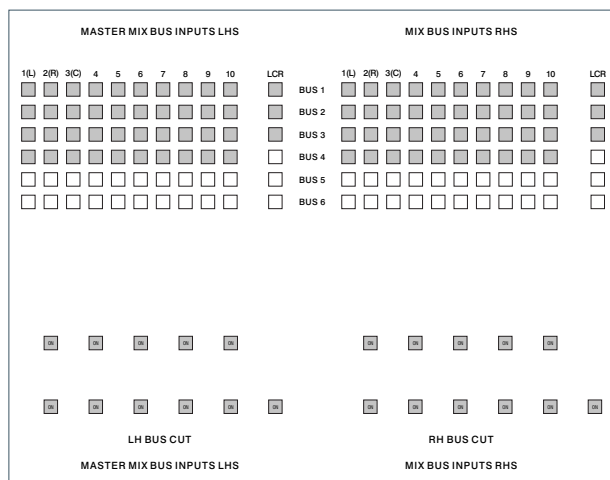 MASTER MIX BUS INPUTS LHS MIX BUS INPUTS RHS
1(L) 2(R) 3(C) 4 5 6 7 8 9 10 LCR 1(L) 2(R) 3(C) 4 5 6 7 8 9 10 LCR
BUS 1
BUS 2
BUS 3
BUS 4
BUS 5
BUS 6
ON ON ON ON ON ON ON ON ON ON
ON ON ON ON ON ON ON ON ON ON ON ON
LH BUS CUT RH BUS CUT
MASTER MIX BUS INPUTS LHS MIX BUS INPUTS RHS